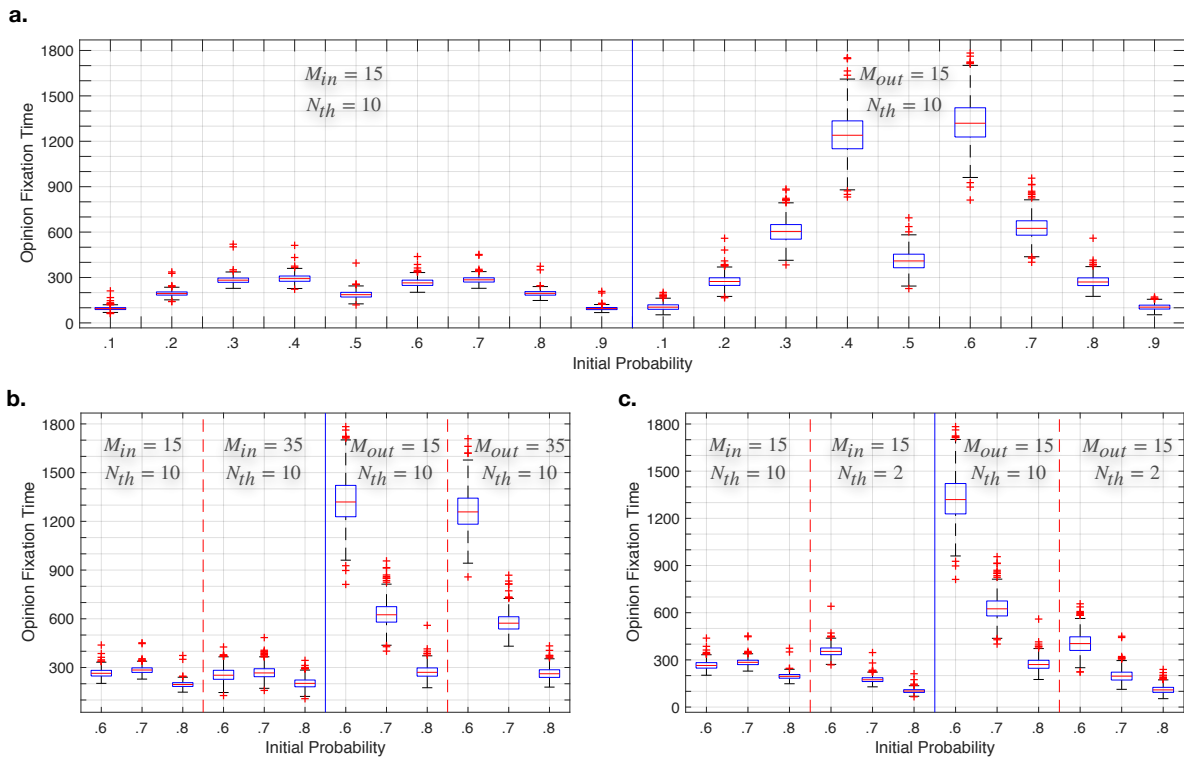 a.
1800
1500
1200
900
600
300
0
Opinion Fixation Time
M_in = 15
N_th = 10
M_out = 15
N_th = 10
.1 .2 .3 .4 .5 .6 .7 .8 .9 .1 .2 .3 .4 .5 .6 .7 .8 .9
Initial Probability
b.
1800
1500
1200
900
600
300
Opinion Fixation Time
M_in = 15 M_in = 35 M_out = 15 M_out = 35
N_th = 10 N_th = 10 N_th = 10 N_th = 10
.6 .7 .8 .6 .7 .8 .6 .7 .8 .6 .7 .8
Initial Probability
c.
1800
1500
1200
900
600
300
0
Opinion Fixation Time
M_in = 15 M_in = 15 M_out = 15 M_out = 15
N_th = 10 N_th = 2 N_th = 10 N_th = 2
.6 .7 .8 .6 .7 .8 .6 .7 .8 .6 .7 .8
Initial Probability